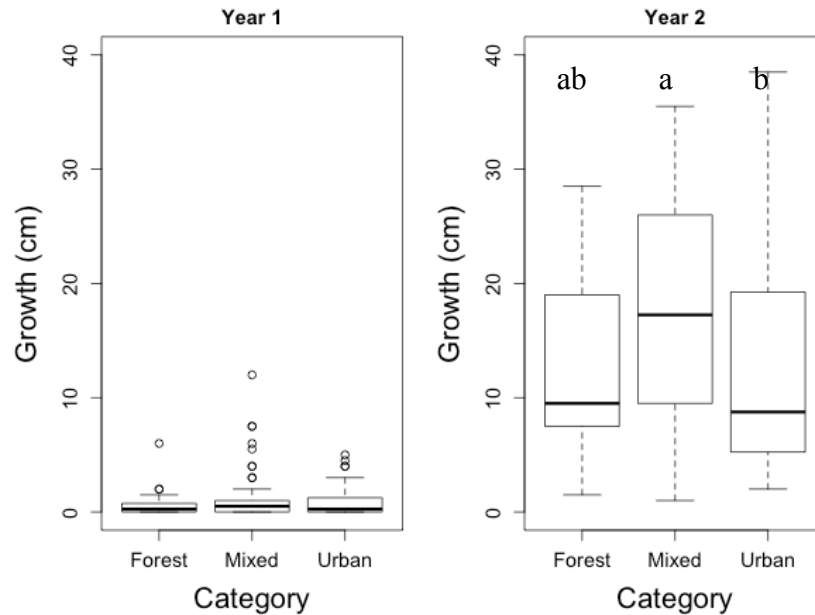 Year 1
Growth (cm)
40
30
20
10
0
Forest Mixed Urban
Category
Year 2
Growth (cm)
40
30
20
10
0
ab a b
Forest Mixed Urban
Category